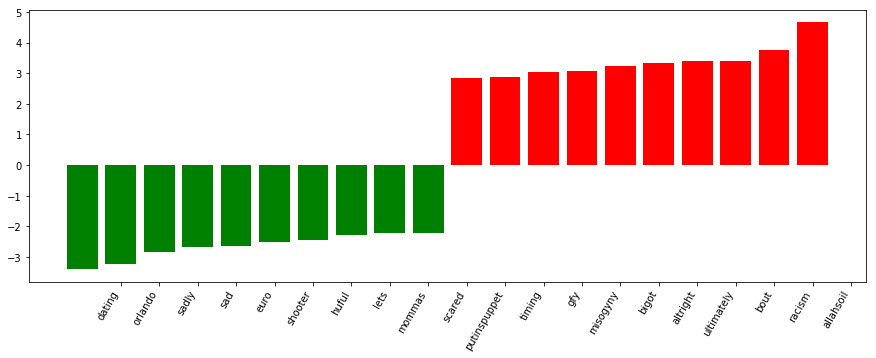 5
4
3
2
1
0
−1
−2
−3
dating
orlando
sadly
sad
euro
shooter
huful
lets
mommas
scared
putinspuppet
timing
gfy
misogyny
bigot
altright
ultimately
bout
racism
allahsoil